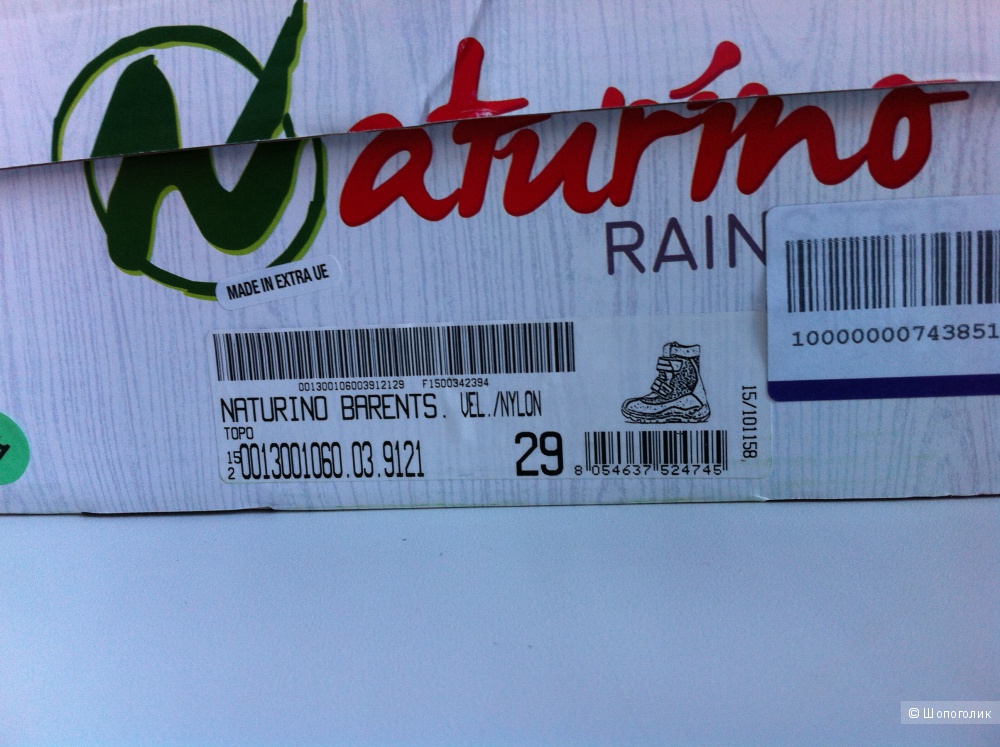 Naturino
RAIN
MADE IN EXTRA UE
10000000743851
001300106003912129 F1500342394
NATURINO BARENTS. VEL./NYLON
TOPO
15
2 0013001060.03.9121
29
8 054637 524745
15/101158.
© Шопоголик